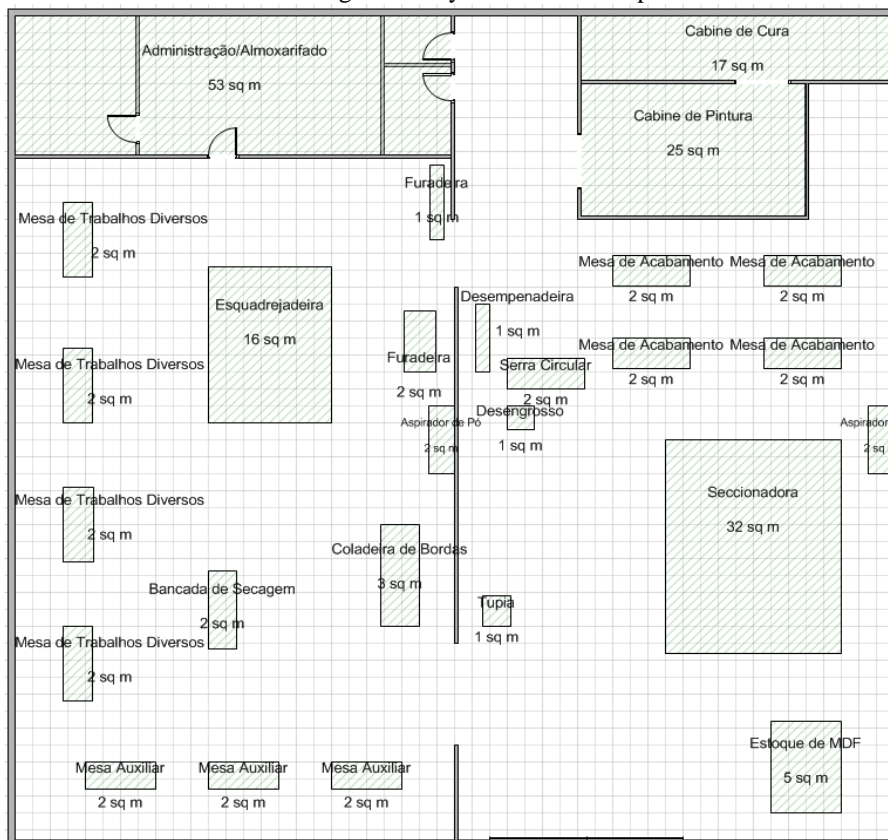 Cabine de Cura
17 sq m
Administração/Almoxarifado
53 sq m
Cabine de Pintura
25 sq m
Furadeira
1 sq m
Mesa de Trabalhos Diversos
2 sq m
Mesa de Acabamento
2 sq m
Mesa de Acabamento
2 sq m
Esquadrejadeira
16 sq m
Desempenadeira
1 sq m
Furadeira
2 sq m
Mesa de Acabamento
2 sq m
Mesa de Acabamento
2 sq m
Mesa de Trabalhos Diversos
2 sq m
Serra Circular
2 sq m
Desengrosso
1 sq m
Aspirador de Pó
2 sq m
Aspirador
2 sq
Seccionadora
32 sq m
Mesa de Trabalhos Diversos
2 sq m
Coladeira de Bordas
3 sq m
Bancada de Secagem
2 sq m
Tupia
1 sq m
Mesa de Trabalhos Diversos
2 sq m
Estoque de MDF
5 sq m
Mesa Auxiliar
2 sq m
Mesa Auxiliar
2 sq m
Mesa Auxiliar
2 sq m